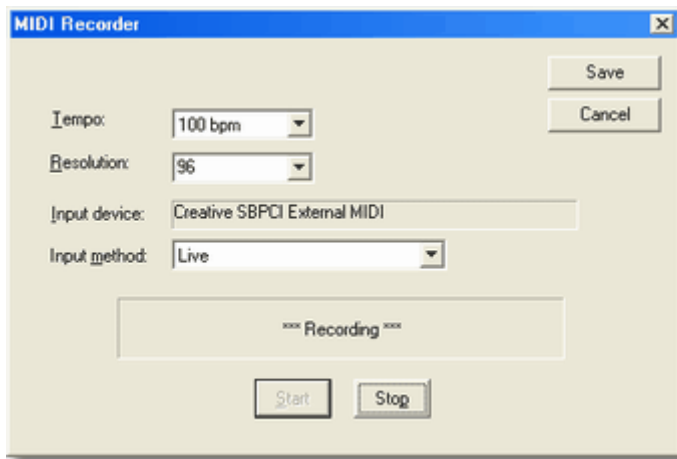 MIDI Recorder
Save
Tempo: 100 bpm
Cancel
Resolution: 96
Input device: Creative SBPCI External MIDI
Input method: Live
*** Recording ***
Start Stop